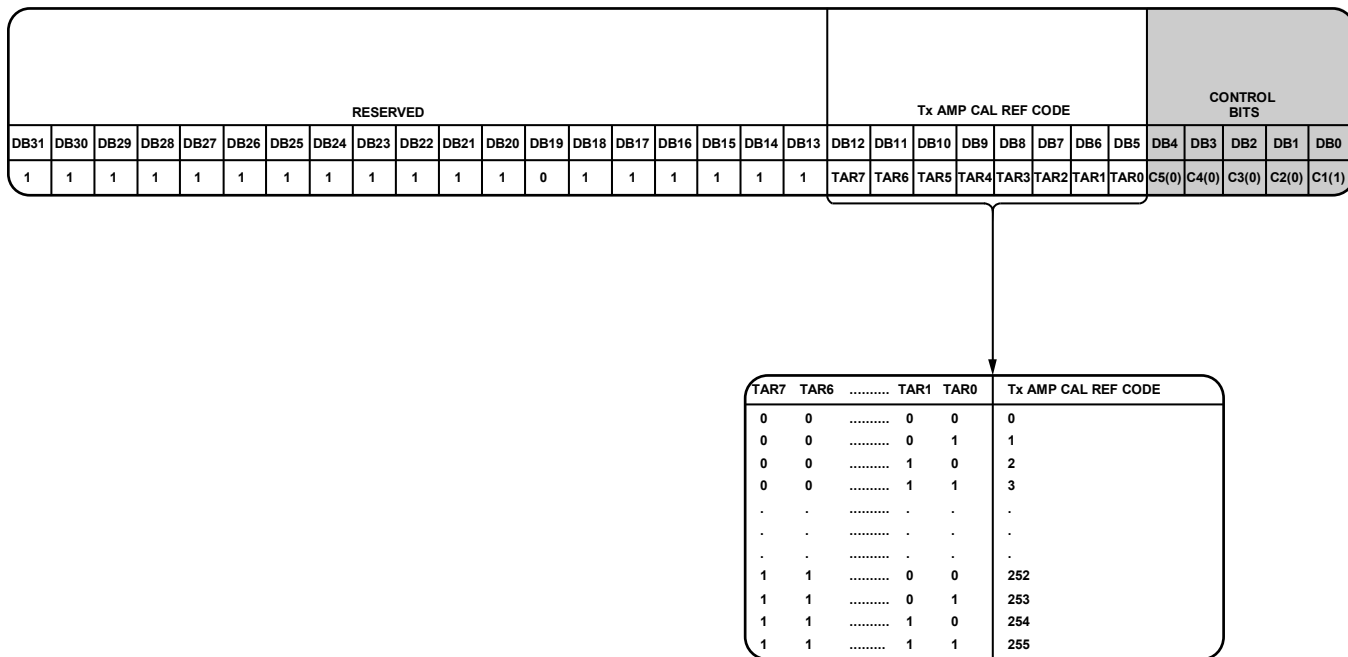 RESERVED Tx AMP CAL REF CODE CONTROL
BITS
DB31 DB30 DB29 DB28 DB27 DB26 DB25 DB24 DB23 DB22 DB21 DB20 DB19 DB18 DB17 DB16 DB15 DB14 DB13 DB12 DB11 DB10 DB9 DB8 DB7 DB6 DB5 DB4 DB3 DB2 DB1 DB0
1 1 1 1 1 1 1 1 1 1 1 1 0 1 1 1 1 1 1 TAR7 TAR6 TAR5 TAR4 TAR3 TAR2 TAR1 TAR0 C5(0) C4(0) C3(0) C2(0) C1(1)
TAR7 TAR6 .......... TAR1 TAR0 Tx AMP CAL REF CODE
0 0 .......... 0 0 0
0 0 .......... 0 1 1
0 0 .......... 1 0 2
0 0 .......... 1 1 3
. . .......... . . .
. . .......... . . .
. . .......... . . .
1 1 .......... 0 0 252
1 1 .......... 0 1 253
1 1 .......... 1 0 254
1 1 ......... 1 1 255